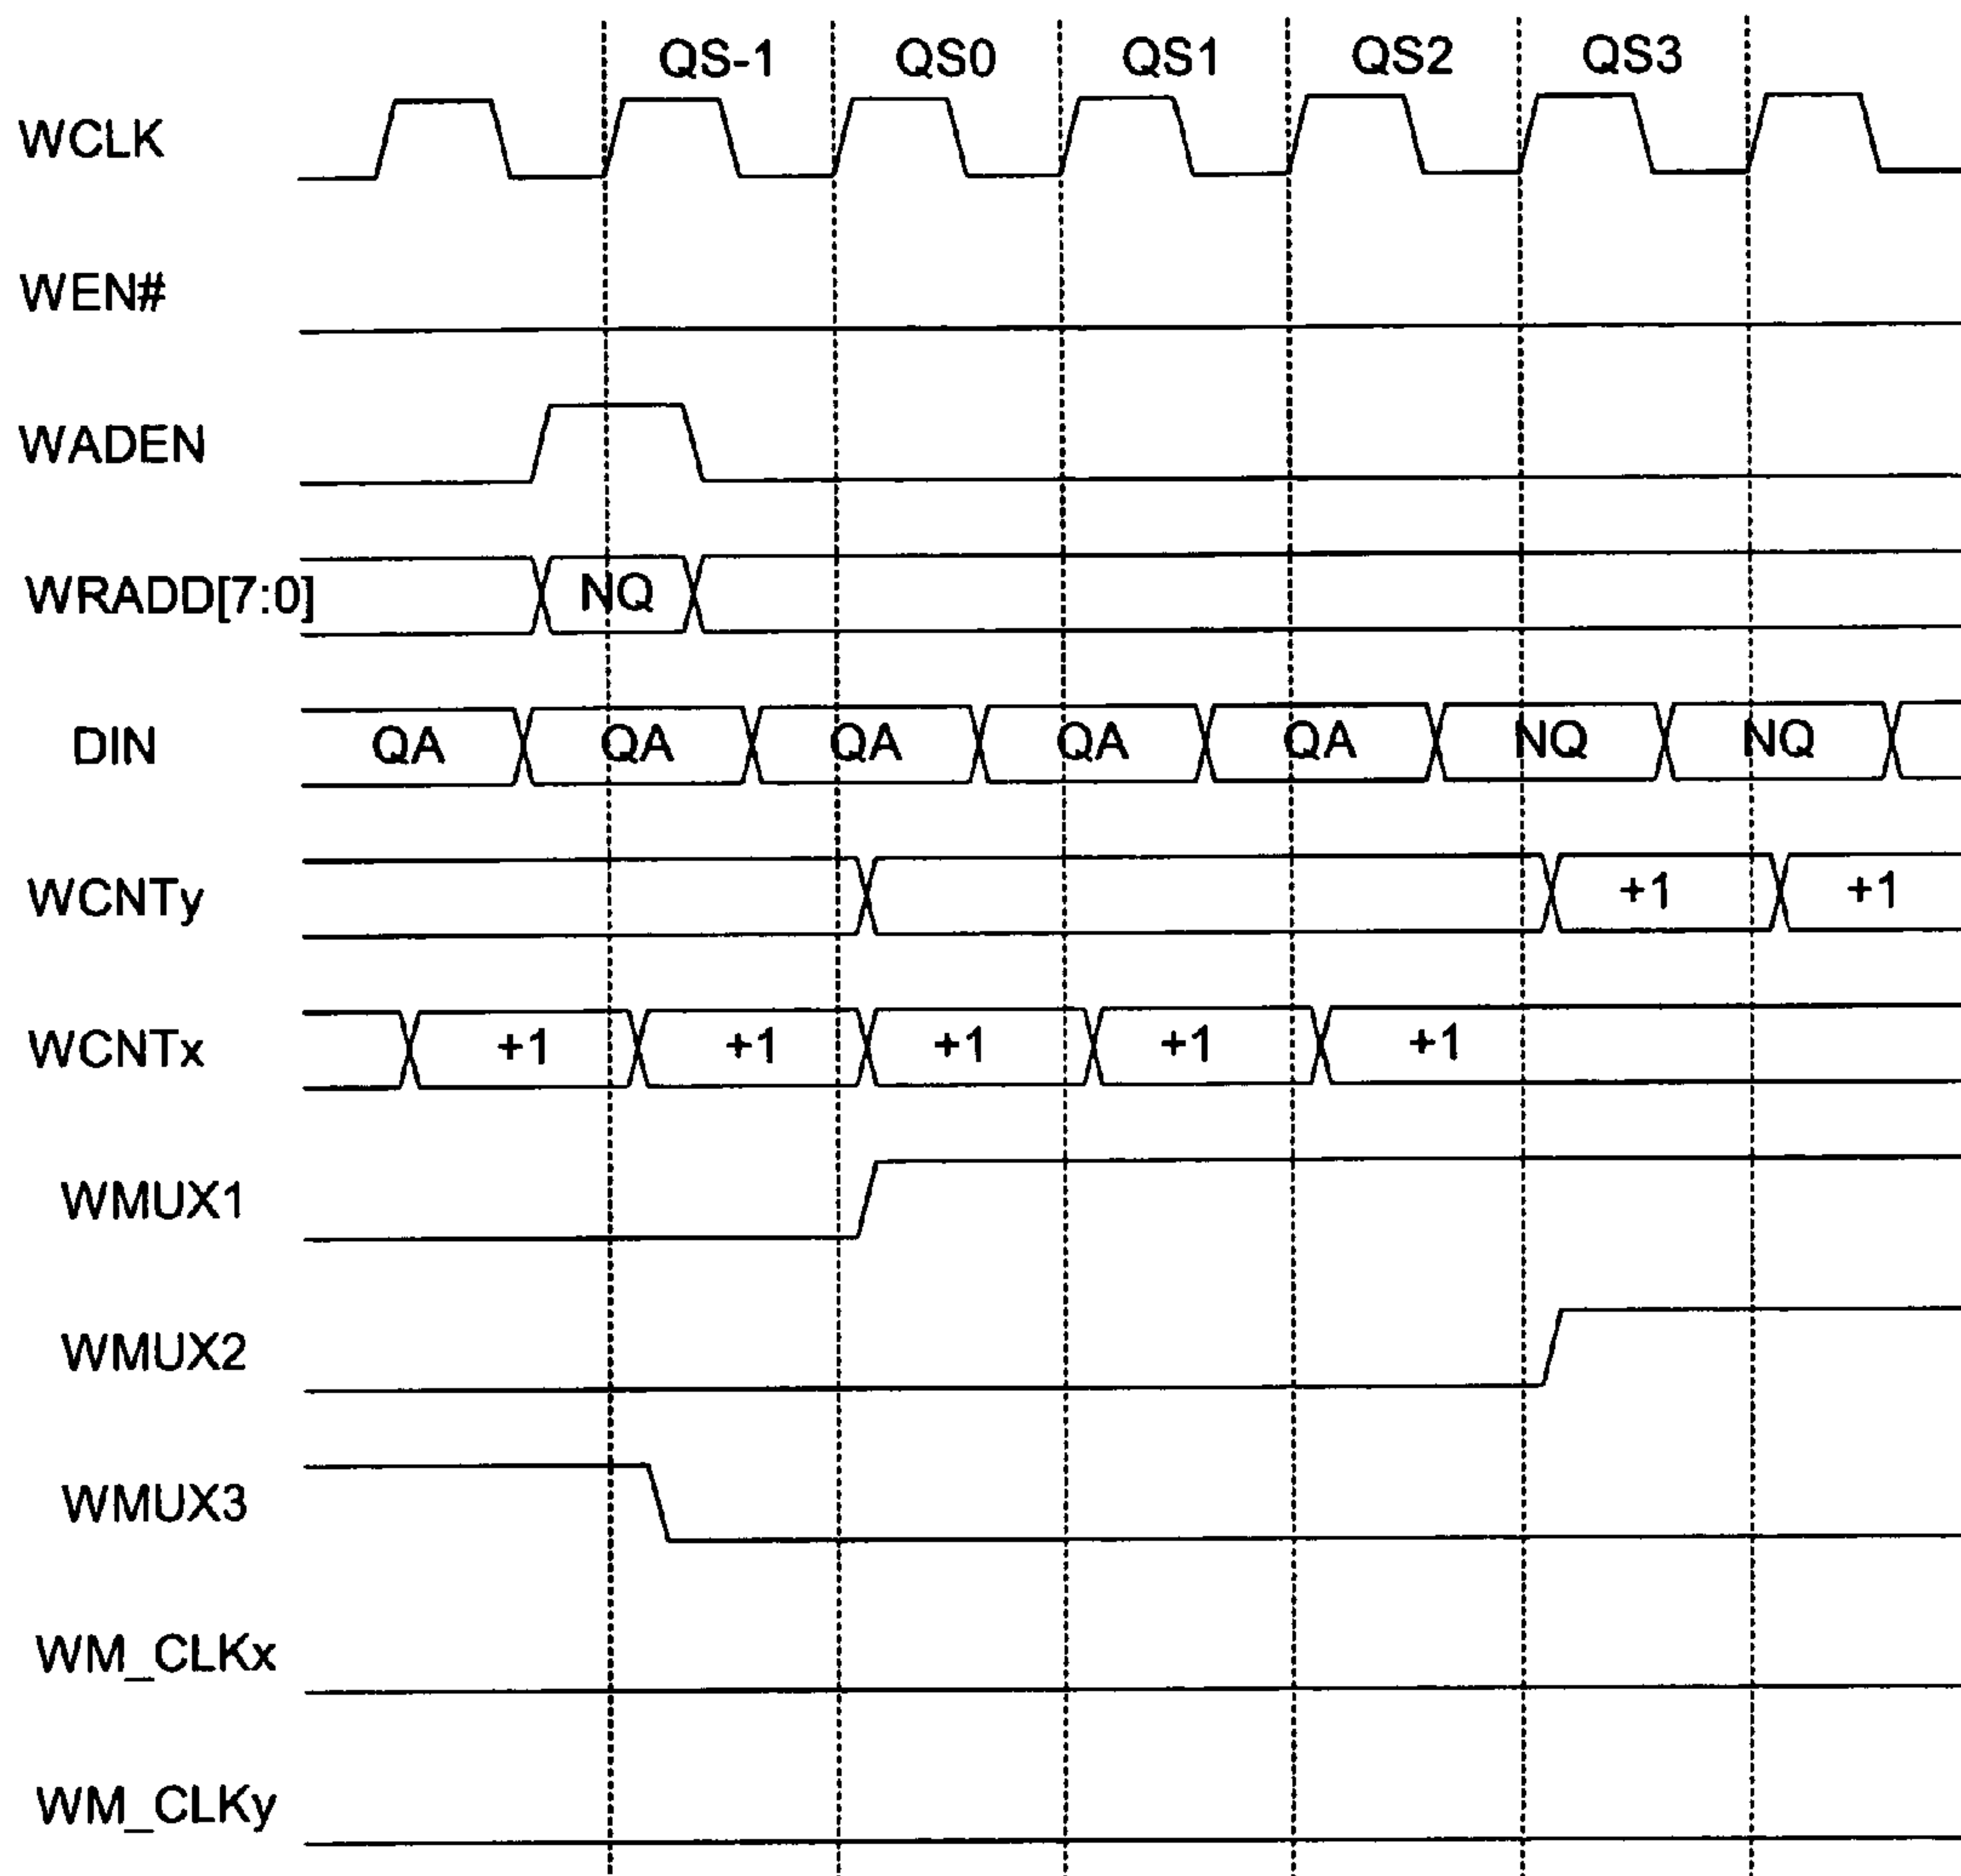 QS-1 QS0 QS1 QS2 QS3
WCLK
WEN#
WADEN
WRADD[7:0] NQ
DIN QA QA QA QA QA NQ NQ
WCNTy +1 +1
WCNTx +1 +1 +1 +1 +1
WMUX1
WMUX2
WMUX3
WM_CLKx
WM_CLKy